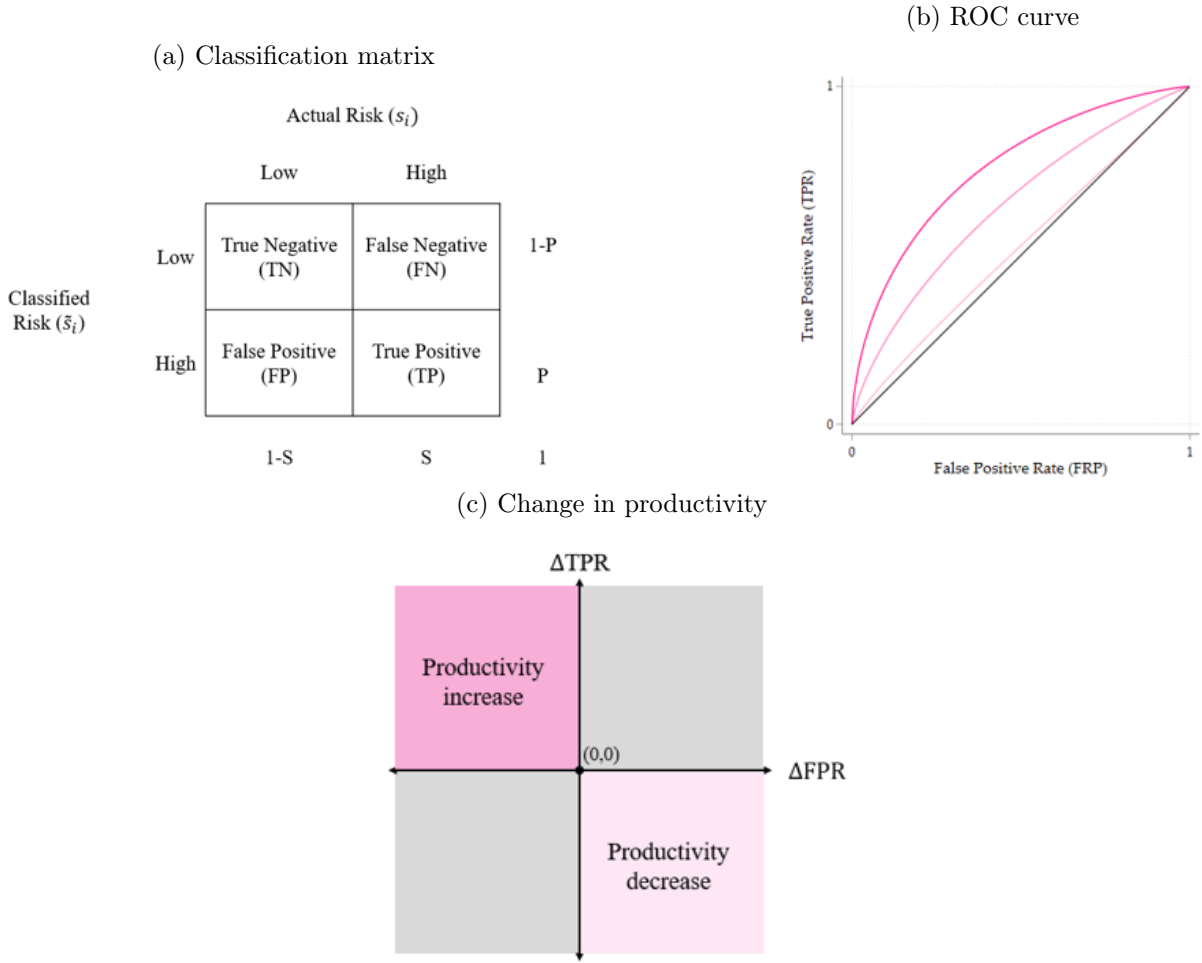 (a) Classification matrix
Actual Risk (sᵢ)
Low High
Classified
Risk (s̃ᵢ)
Low
True Negative
(TN)
False Negative
(FN)
1-P
High
False Positive
(FP)
True Positive
(TP)
P
1-S S 1
(b) ROC curve
True Positive Rate (TPR)
1
0
0 1
False Positive Rate (FRP)
(c) Change in productivity
ΔTPR
Productivity
increase
(0,0)
ΔFPR
Productivity
decrease